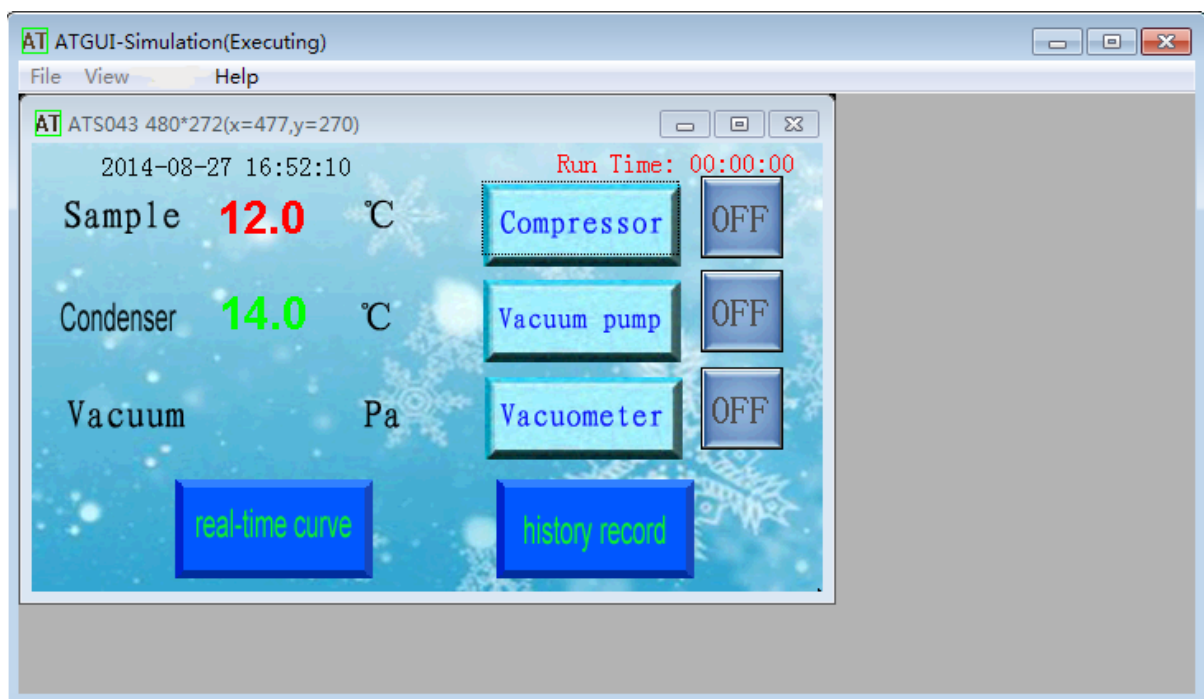 AT ATGUI-Simulation(Executing)
File View Help
AT ATS043 480*272(x=477,y=270)
2014-08-27 16:52:10 Run Time: 00:00:00
Sample 12.0 ℃ Compressor OFF
Condenser 14.0 ℃ Vacuum pump OFF
Vacuum Pa Vacuometer OFF
real-time curve history record